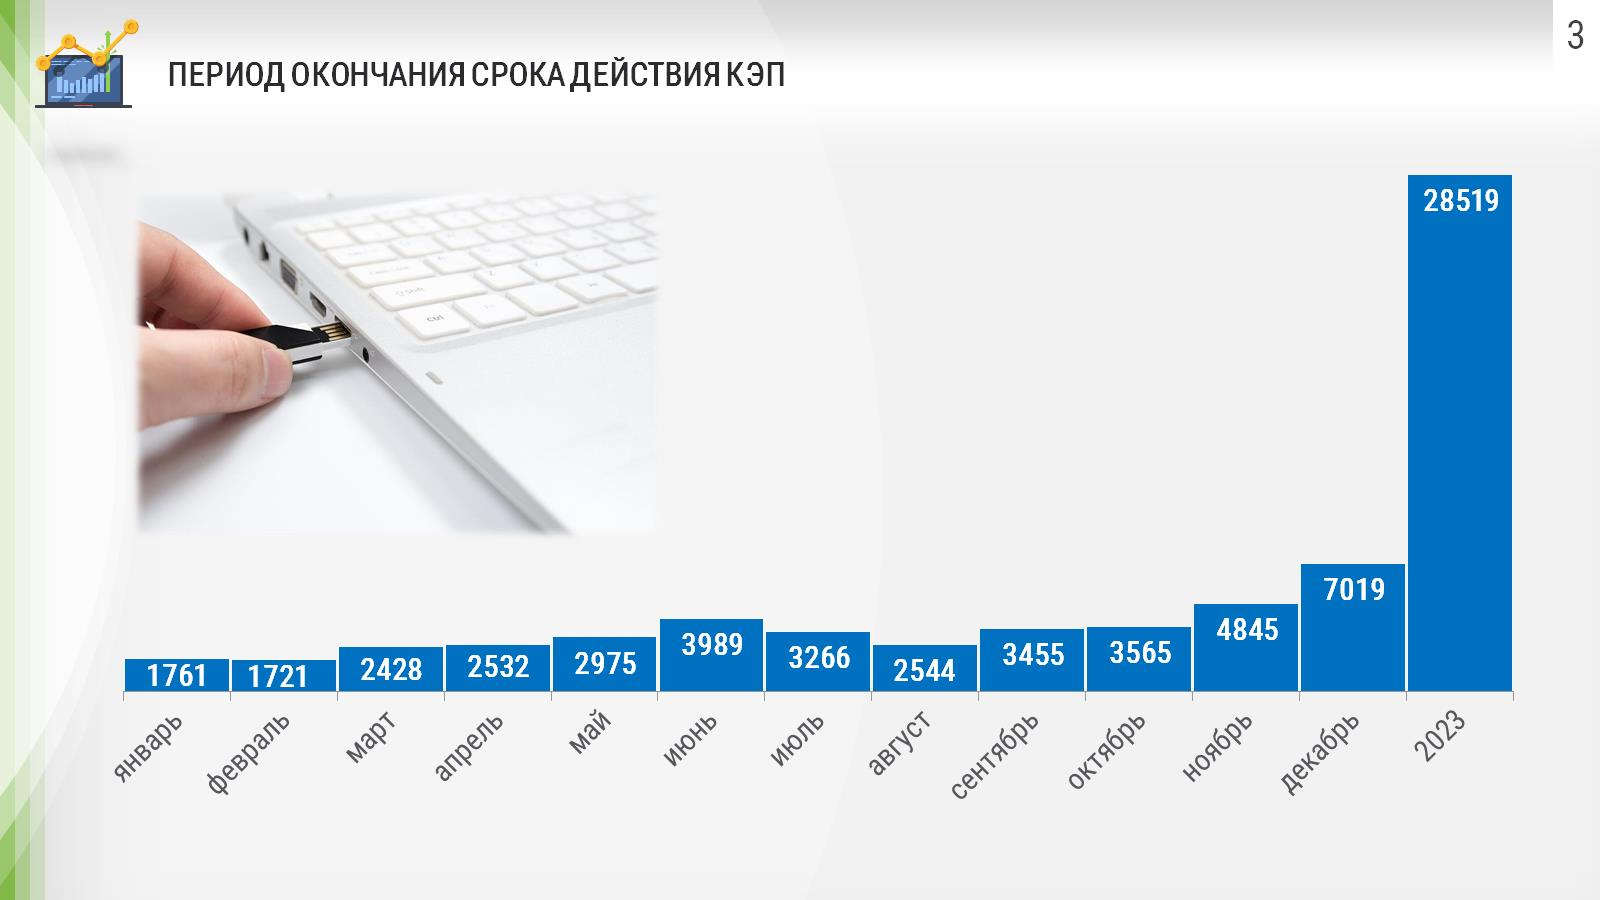 3
ПЕРИОД ОКОНЧАНИЯ СРОКА ДЕЙСТВИЯ КЭП
28519
7019
4845
3989
3266
3455
3565
2975
2532
2544
2428
1761
1721
январь
февраль
март
апрель
май
июнь
июль
август
сентябрь
октябрь
ноябрь
декабрь
2023
Ctrl